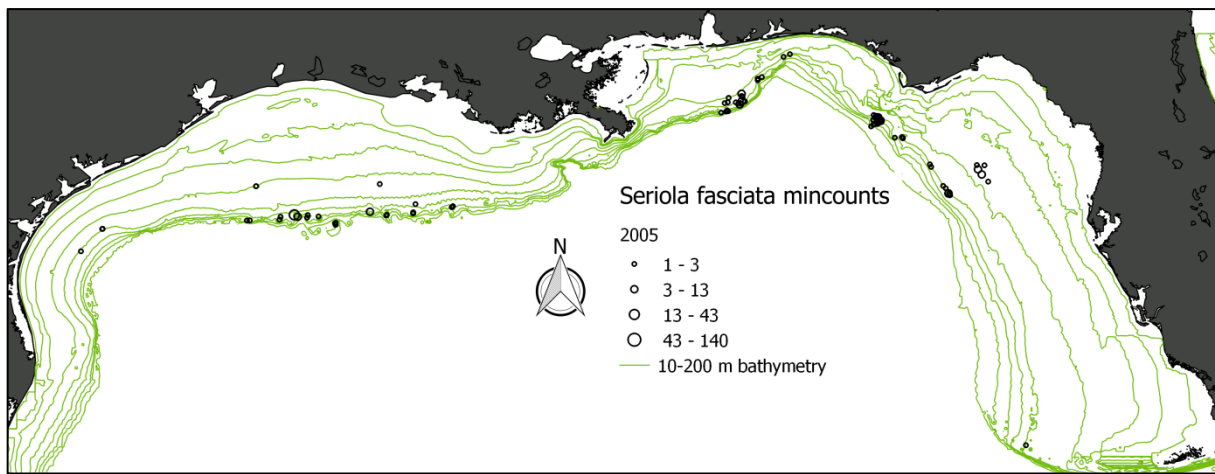 Seriola fasciata mincounts
2005
N
1 - 3
3 - 13
13 - 43
43 - 140
10-200 m bathymetry